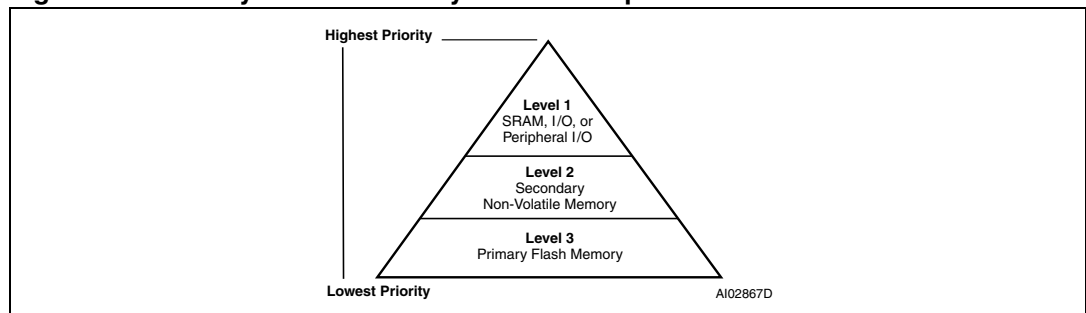 Highest Priority
Level 1
SRAM, I/O, or
Peripheral I/O
Level 2
Secondary
Non-Volatile Memory
Level 3
Primary Flash Memory
Lowest Priority
AI02867D